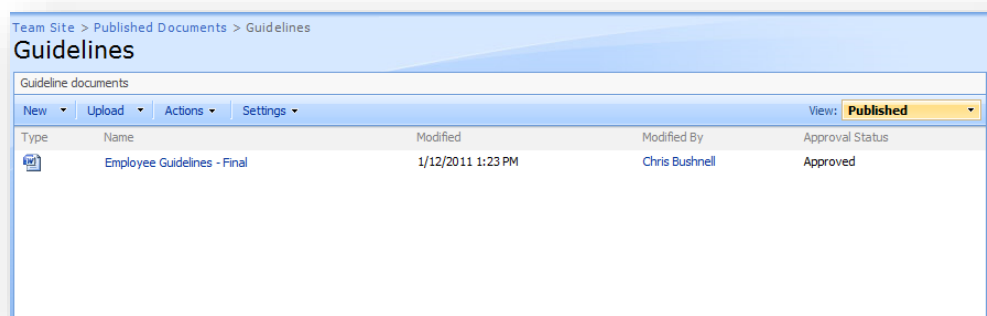 Team Site > Published Documents > Guidelines
Guidelines
Guideline documents
New Upload Actions Settings View: Published
Type Name Modified Modified By Approval Status
Employee Guidelines - Final 1/12/2011 1:23 PM Chris Bushnell Approved